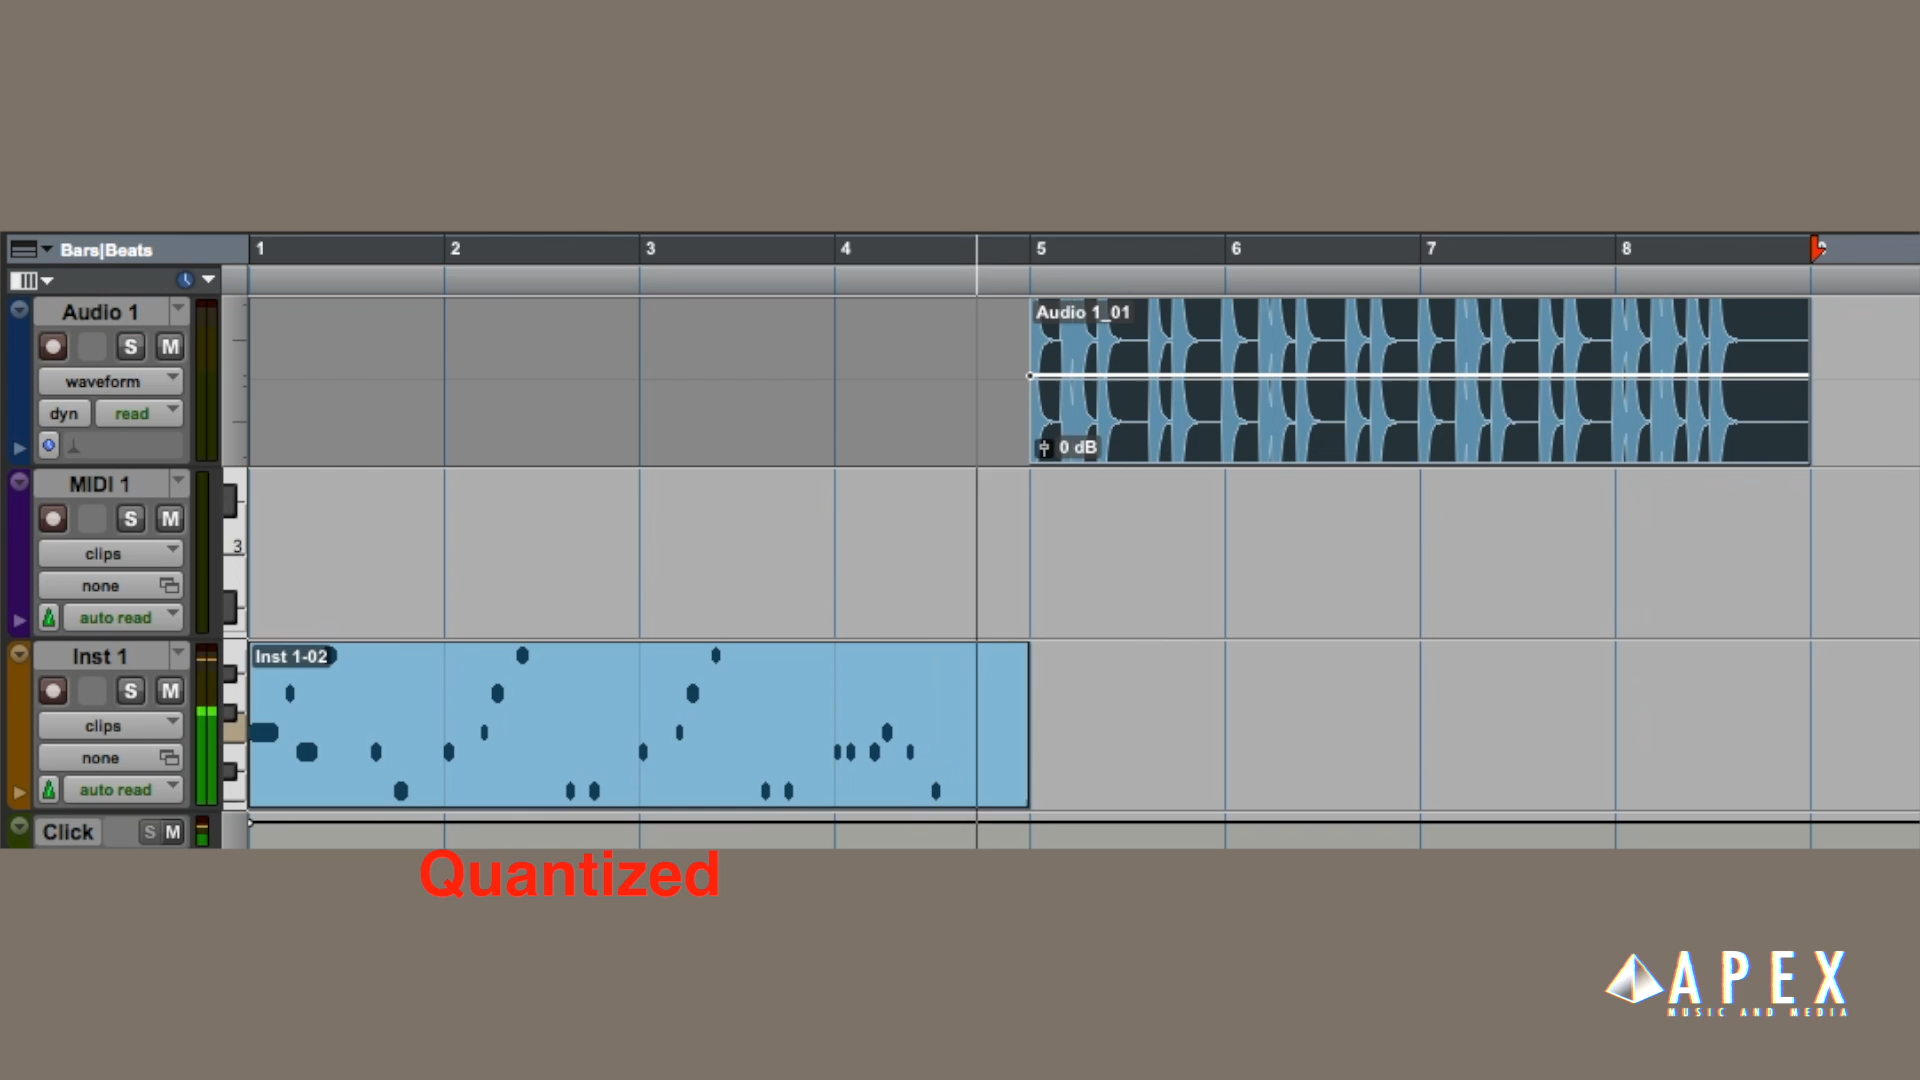 Bars|Beats 1 2 3 4 5 6 7 8
Audio 1
Audio 1_01
S M
waveform
dyn read
0 dB
MIDI 1
S M
clips
3
none
auto read
Inst 1
Inst 1-02
S M
clips
none
auto read
Click S M
Quantized
APEX
MUSIC AND MEDIA